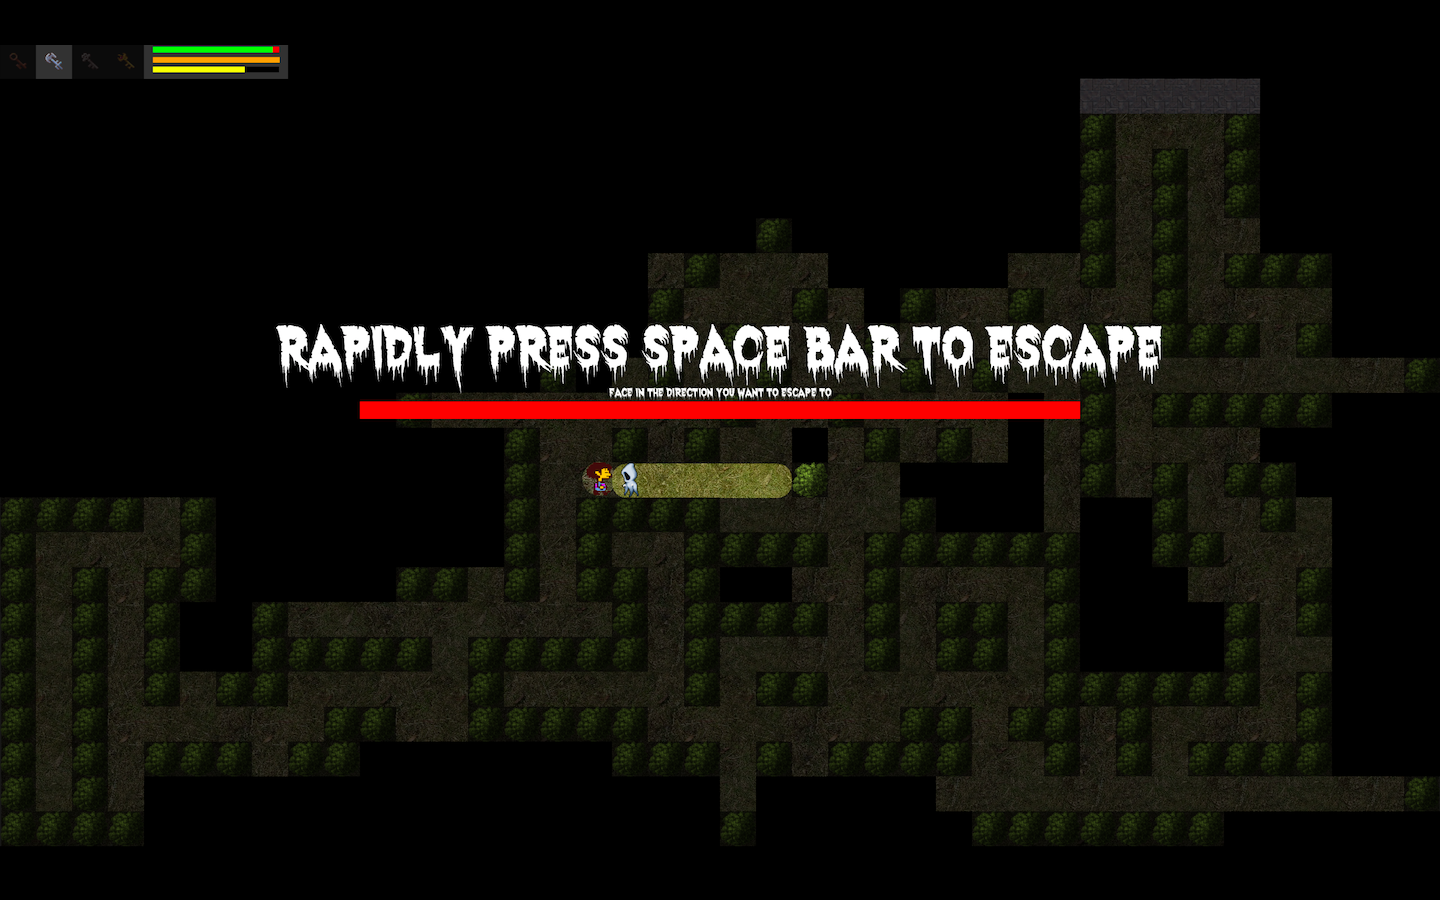 RAPIDLY PRESS SPACE BAR TO ESCAPE
FACE IN THE DIRECTION YOU WANT TO ESCAPE TO